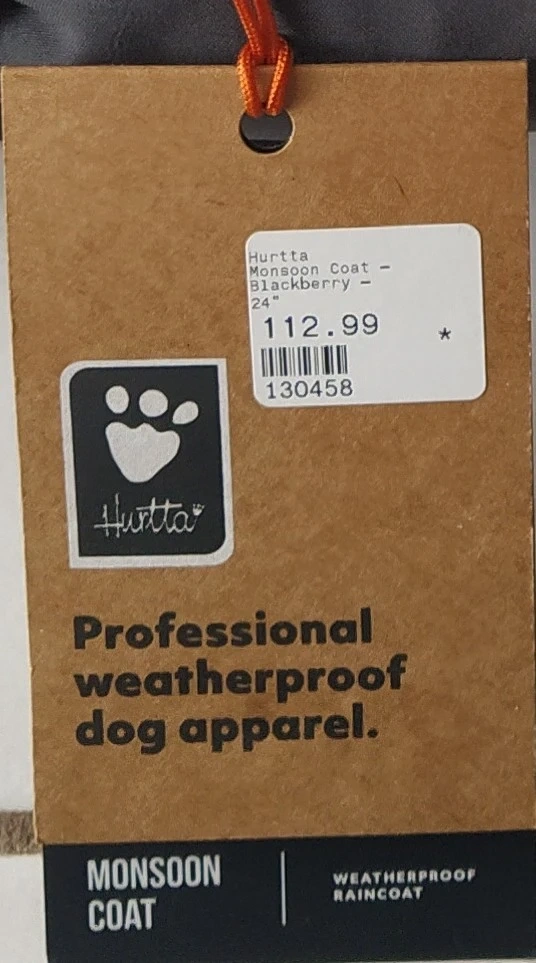 Hurtta
Monsoon Coat -
Blackberry -
24"
112.99 *
130458
Hurtta
Professional
weatherproof
dog apparel.
MONSOON
COAT
WEATHERPROOF
RAINCOAT